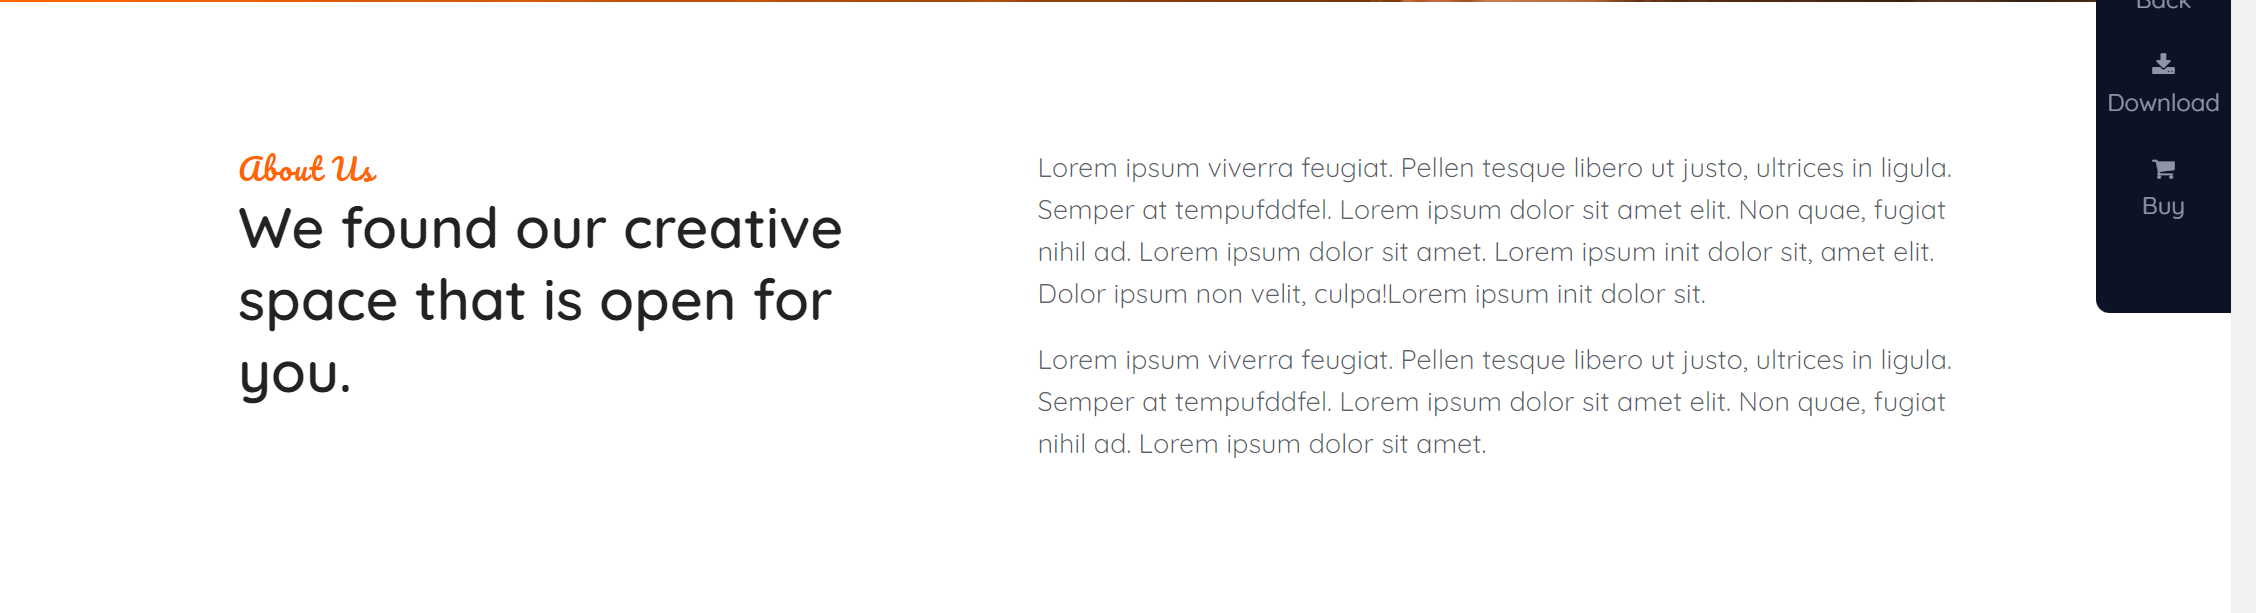 About Us
We found our creative
space that is open for
you.
Lorem ipsum viverra feugiat. Pellen tesque libero ut justo, ultrices in ligula.
Semper at tempufddfel. Lorem ipsum dolor sit amet elit. Non quae, fugiat
nihil ad. Lorem ipsum dolor sit amet. Lorem ipsum init dolor sit, amet elit.
Dolor ipsum non velit, culpa!Lorem ipsum init dolor sit.
Lorem ipsum viverra feugiat. Pellen tesque libero ut justo, ultrices in ligula.
Semper at tempufddfel. Lorem ipsum dolor sit amet elit. Non quae, fugiat
nihil ad. Lorem ipsum dolor sit amet.
Back
Download
Buy